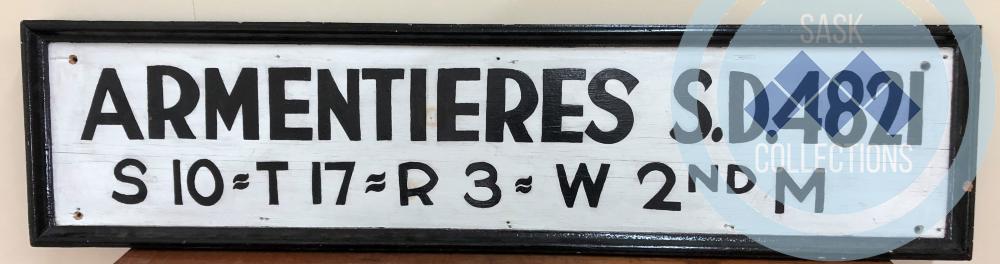 ARMENTIERES S.D. 4821
S 10 ≈ T 17 ≈ R 3 ≈ W 2ND M
SASK
COLLECTIONS